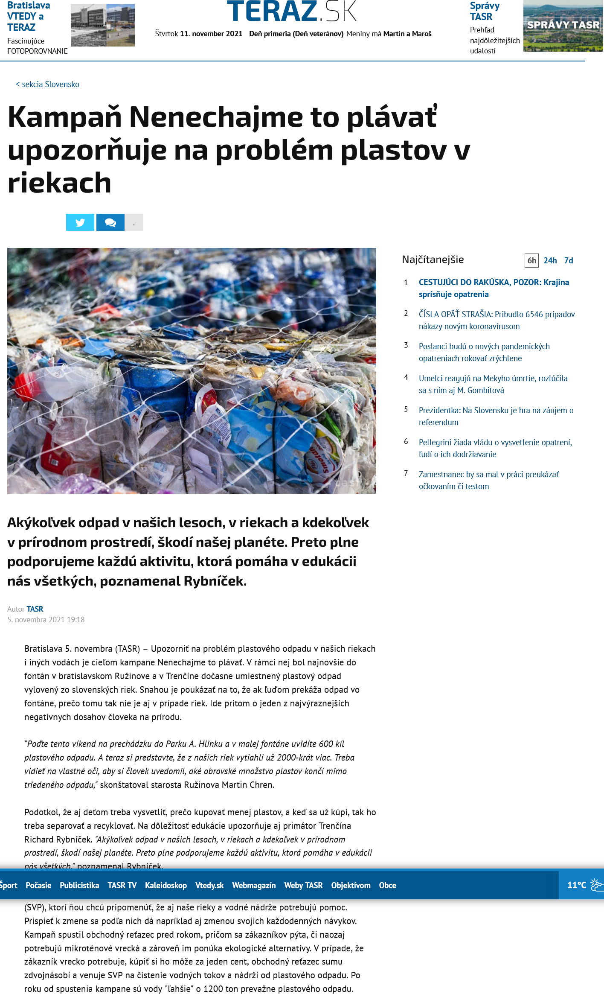 Bratislava
VTEDY a
TERAZ
Fascinujúce
FOTOPOROVNANIE
TERAZ.SK
Štvrtok 11. november 2021 Deň prímeria (Deň veteránov) Meniny má Martin a Maroš
Správy
TASR
Prehľad
najdôležitejších
udalostí
SPRÁVY TASR
< sekcia Slovensko
Kampaň Nenechajme to plávať
upozorňuje na problém plastov v
riekach
.
Najčítanejšie
6h 24h 7d
1 CESTUJÚCI DO RAKÚSKA, POZOR: Krajina
sprísňuje opatrenia
2 ČÍSLA OPÄŤ STRAŠIA: Pribudlo 6546 prípadov
nákazy novým koronavírusom
3 Poslanci budú o nových pandemických
opatreniach rokovať zrýchlene
4 Umelci reagujú na Mekyho úmrtie, rozlúčila
sa s ním aj M. Gombitová
5 Prezidentka: Na Slovensku je hra na záujem o
referendum
6 Pellegrini žiada vládu o vysvetlenie opatrení,
ľudí o ich dodržiavanie
7 Zamestnanec by sa mal v práci preukázať
očkovaním či testom
tasr
Akýkoľvek odpad v našich lesoch, v riekach a kdekoľvek
v prírodnom prostredí, škodí našej planéte. Preto plne
podporujeme každú aktivitu, ktorá pomáha v edukácii
nás všetkých, poznamenal Rybníček.
Autor TASR
5. novembra 2021 19:18
Bratislava 5. novembra (TASR) – Upozorniť na problém plastového odpadu v našich riekach
i iných vodách je cieľom kampane Nenechajme to plávať. V rámci nej bol najnovšie do
fontán v bratislavskom Ružinove a v Trenčíne dočasne umiestnený plastový odpad
vylovený zo slovenských riek. Snahou je poukázať na to, že ak ľuďom prekáža odpad vo
fontáne, prečo tomu tak nie je aj v prípade riek. Ide pritom o jeden z najvýraznejších
negatívnych dosahov človeka na prírodu.
"Poďte tento víkend na prechádzku do Parku A. Hlinku a v malej fontáne uvidíte 600 kíl
plastového odpadu. A teraz si predstavte, že z našich riek vytiahli už 2000-krát viac. Treba
vidieť na vlastné oči, aby si človek uvedomil, aké obrovské množstvo plastov končí mimo
triedeného odpadu," skonštatoval starosta Ružinova Martin Chren.
Podotkol, že aj deťom treba vysvetliť, prečo kupovať menej plastov, a keď sa už kúpi, tak ho
treba separovať a recyklovať. Na dôležitosť edukácie upozorňuje aj primátor Trenčína
Richard Rybníček. "Akýkoľvek odpad v našich lesoch, v riekach a kdekoľvek v prírodnom
prostredí, škodí našej planéte. Preto plne podporujeme každú aktivitu, ktorá pomáha v edukácii
nás všetkých," poznamenal Rybníček.
Šport Počasie Publicistika TASR TV Kaleidoskop Vtedy.sk Webmagazín Weby TASR Objektívom Obce 11°C
(SVP), ktorí ňou chcú pripomenúť, že aj naše rieky a vodné nádrže potrebujú pomoc.
Prispieť k zmene sa podľa nich dá napríklad aj zmenou svojich každodenných návykov.
Kampaň spustil obchodný reťazec pred rokom, pričom sa zákazníkov pýta, či naozaj
potrebujú mikroténové vrecká a zároveň im ponúka ekologické alternatívy. V prípade, že
zákazník vrecko potrebuje, kúpiť si ho môže za jeden cent, obchodný reťazec sumu
zdvojnásobí a venuje SVP na čistenie vodných tokov a nádrží od plastového odpadu. Po
roku od spustenia kampane sú vody "ľahšie" o 1200 ton prevažne plastového odpadu.